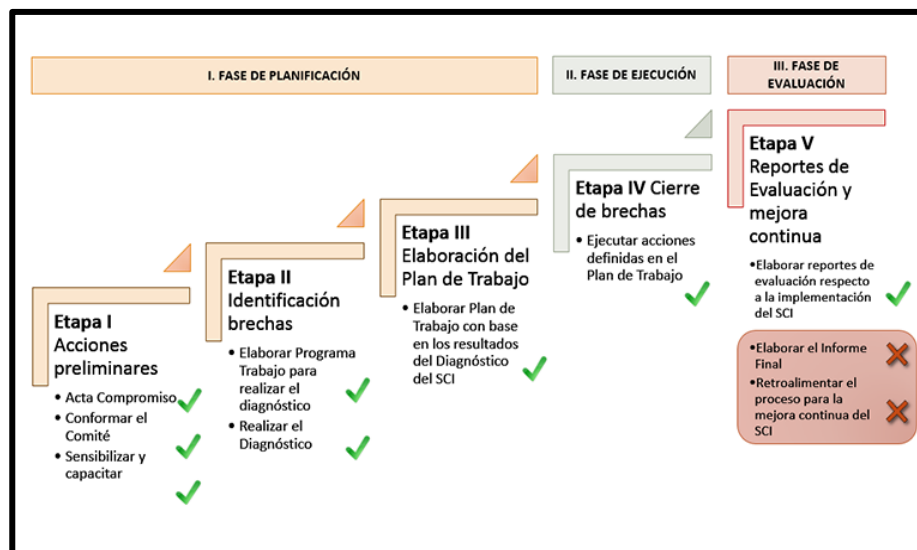 I. FASE DE PLANIFICACIÓN
II. FASE DE EJECUCIÓN
III. FASE DE
EVALUACIÓN
Etapa I
Acciones
preliminares
• Acta Compromiso
• Conformar el
Comité
• Sensibilizar y
capacitar
Etapa II
Identificación
brechas
• Elaborar Programa
Trabajo para
realizar el
diagnóstico
• Realizar el
Diagnóstico
Etapa III
Elaboración del
Plan de Trabajo
• Elaborar Plan de
Trabajo con base
en los resultados
del Diagnóstico
del SCI
Etapa IV Cierre
de brechas
• Ejecutar acciones
definidas en el
Plan de Trabajo
Etapa V
Reportes de
Evaluación y
mejora
continua
•Elaborar reportes de
evaluación respecto
a la implementación
del SCI
•Elaborar el Informe
Final
•Retroalimentar el
proceso para la
mejora continua del
SCI